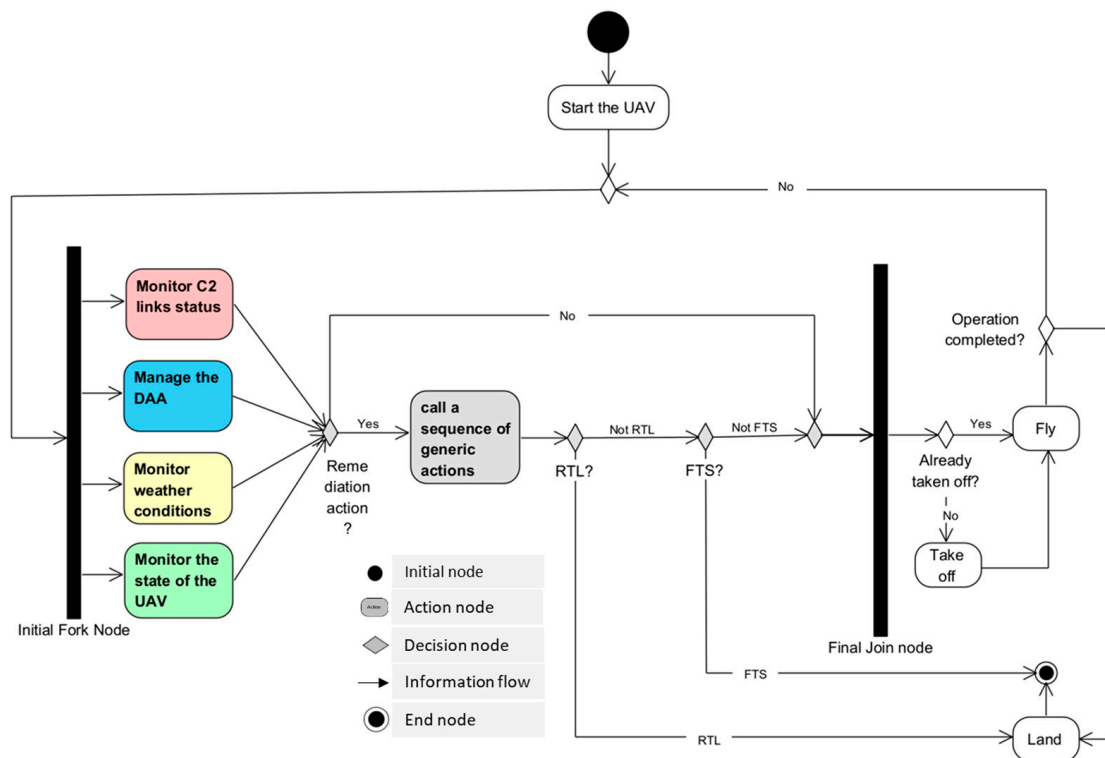 Start the UAV
No
Monitor C2
links status
Manage the
DAA
Monitor
weather
conditions
Monitor the
state of the
UAV
Initial Fork Node
No
Yes
Reme
diation
action
?
call a
sequence of
generic
actions
Not RTL
RTL?
Not FTS
FTS?
Operation
completed?
Yes
Fly
Already
taken off?
No
Take
off
Final Join node
FTS
RTL
Land
Initial node
Action
Action node
Decision node
Information flow
End node